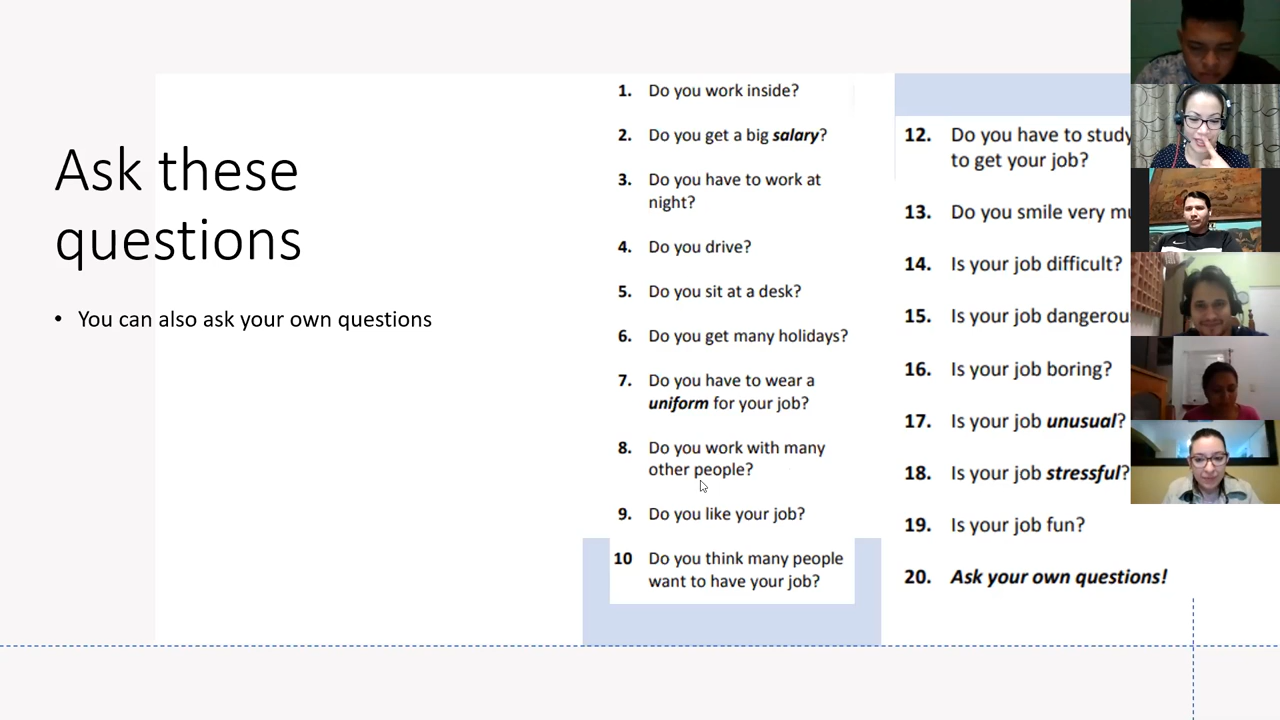 Ask these
questions
• You can also ask your own questions
1. Do you work inside?
2. Do you get a big salary?
3. Do you have to work at
night?
4. Do you drive?
5. Do you sit at a desk?
6. Do you get many holidays?
7. Do you have to wear a
uniform for your job?
8. Do you work with many
other people?
9. Do you like your job?
10 Do you think many people
want to have your job?
12. Do you have to study
to get your job?
13. Do you smile very
14. Is your job difficult?
15. Is your job
16. Is your job boring?
17. Is your job unusual?
18. Is your job stressful?
19. Is your job fun?
20. Ask your own questions!